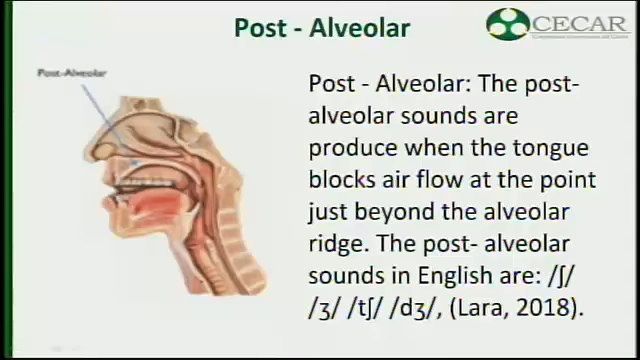 Post - Alveolar
CECAR
Post-Alveolar
Post - Alveolar: The post-
alveolar sounds are
produce when the tongue
blocks air flow at the point
just beyond the alveolar
ridge. The post- alveolar
sounds in English are: /ʃ/
/ʒ/ /tʃ/ /dʒ/, (Lara, 2018).